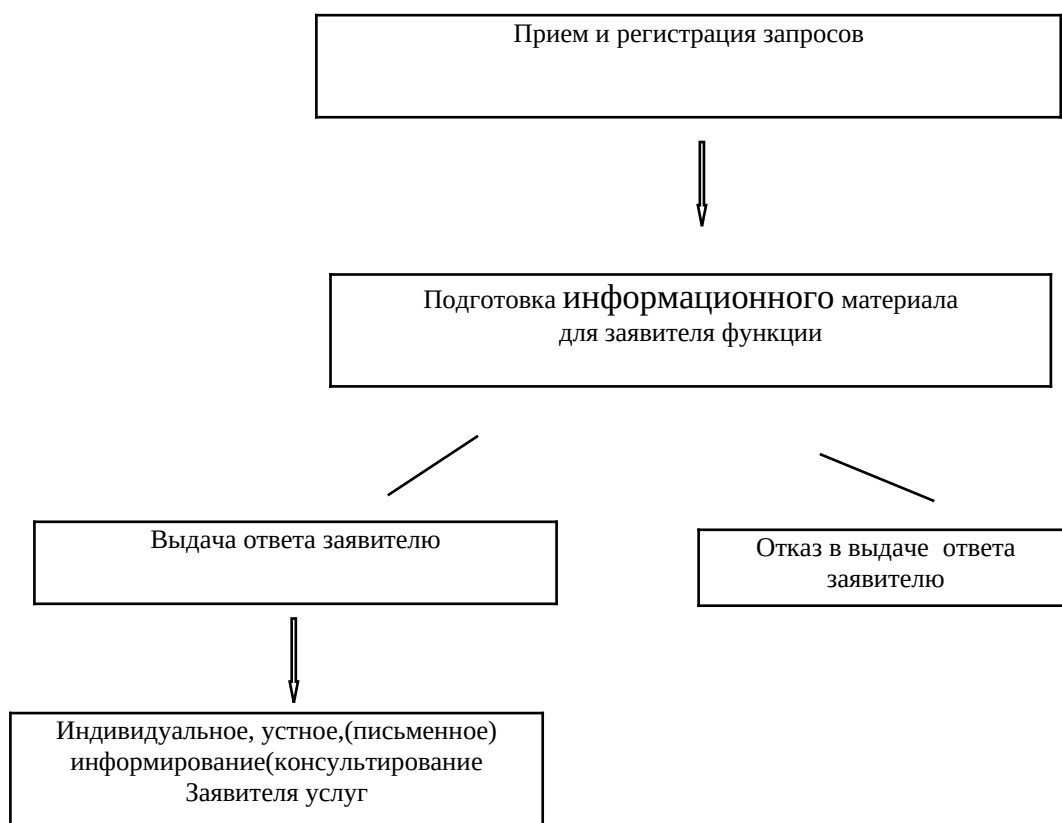 Прием и регистрация запросов
Подготовка информационного материала
для заявителя функции
Выдача ответа заявителю
Отказ в выдаче  ответа
заявителю
Индивидуальное, устное,(письменное)
информирование(консультирование
Заявителя услуг